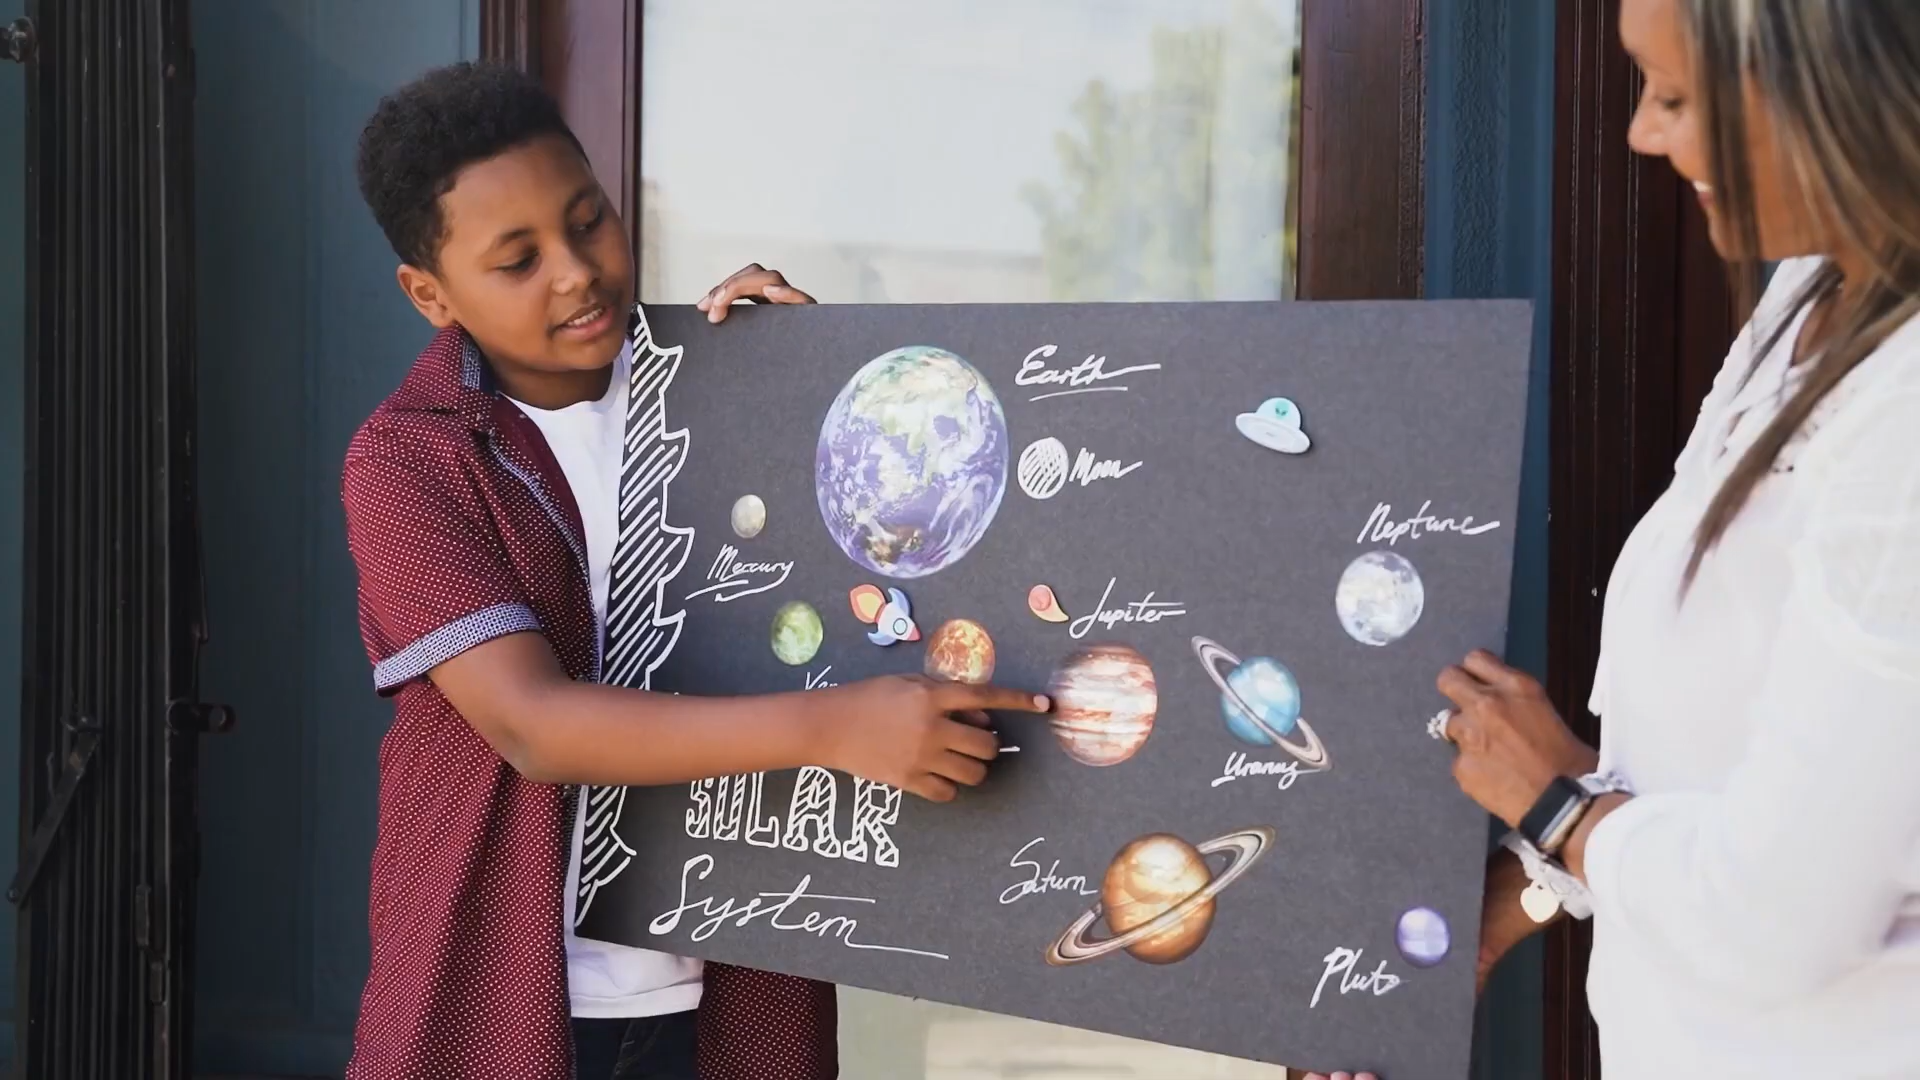 Earth
Moon
Neptune
Mercury
Jupiter
Uranus
SOLAR
System
Saturn
Pluto